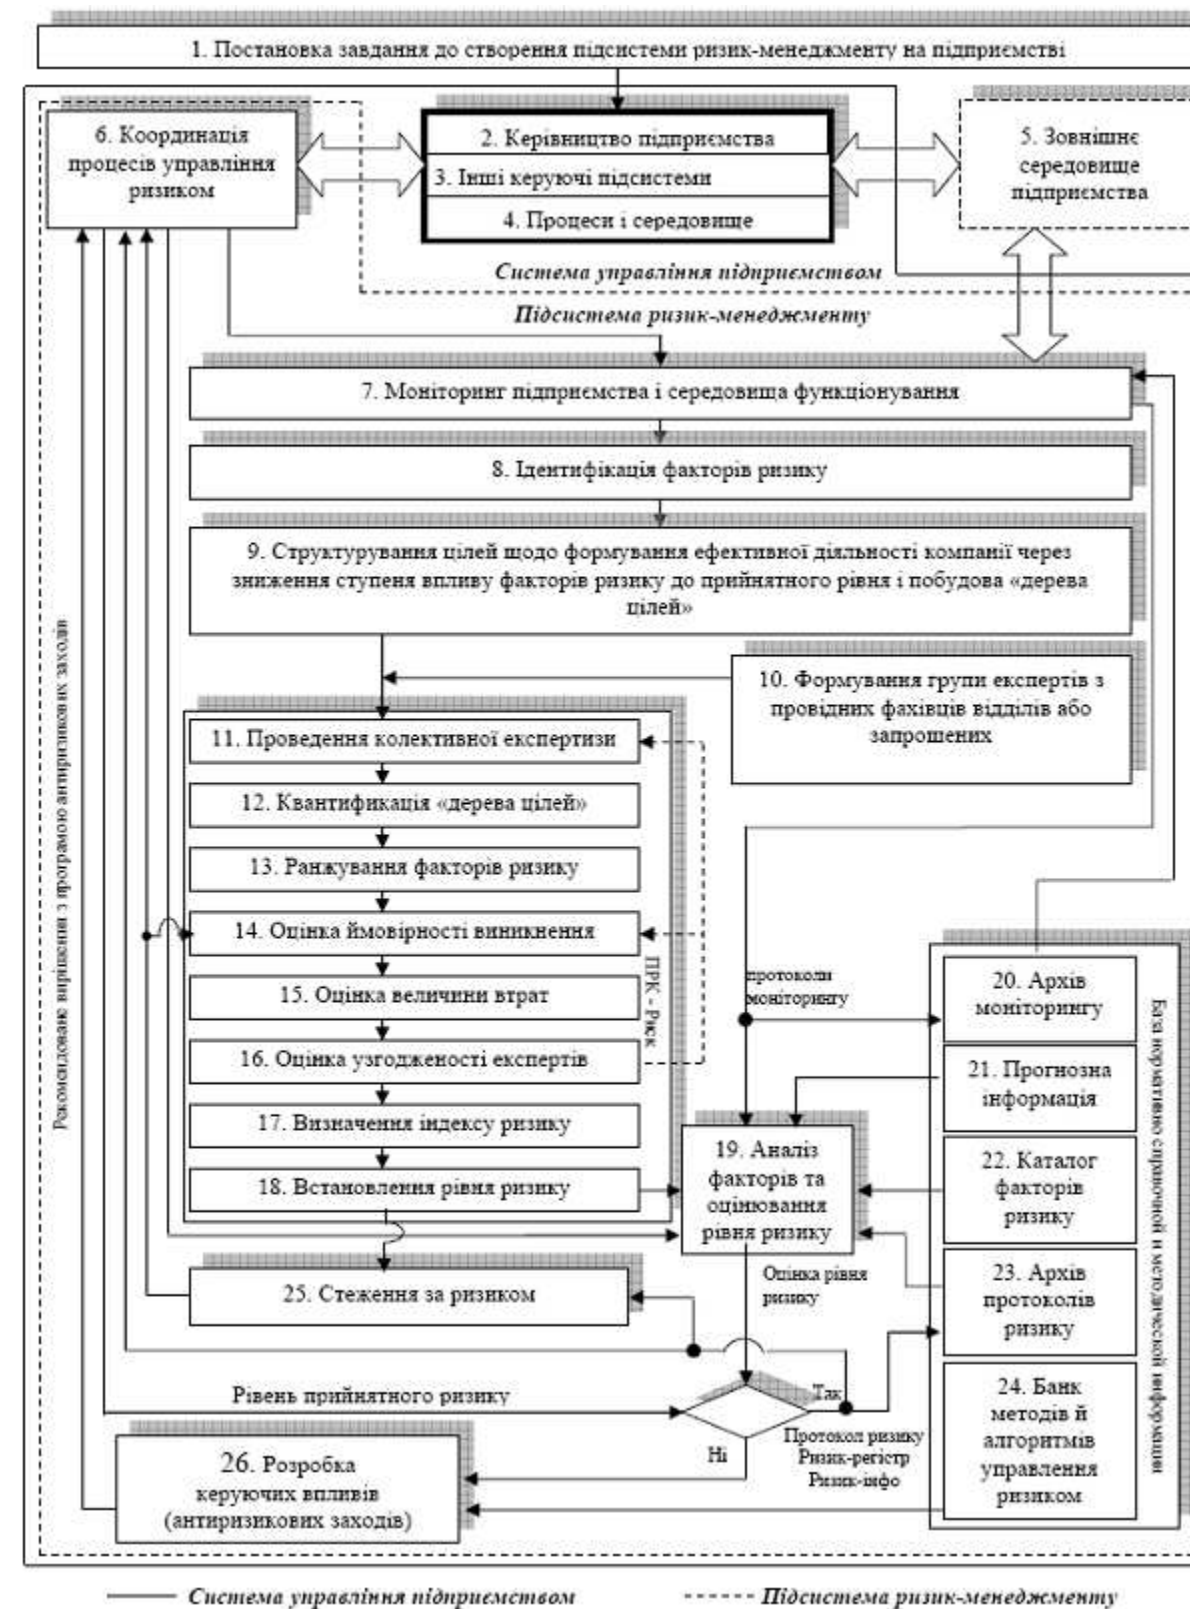 1. Постановка завдання до створення підсистеми ризик-менеджменту на підприємстві
6. Координація
процесів управління
ризиком
2. Керівництво підприємства
3. Інші керуючі підсистеми
4. Процеси і середовище
5. Зовнішнє
середовище
підприємства
Система управління підприємством
Підсистема ризик-менеджменту
7. Моніторинг підприємства і середовища функціонування
8. Ідентифікація факторів ризику
9. Структурування цілей щодо формування ефективної діяльності компанії через
зниження ступеня впливу факторів ризику до прийнятного рівня і побудова «дерева
цілей»
10. Формування групи експертів з
провідних фахівців відділів або
запрошених
11. Проведення колективної експертизи
12. Квантификація «дерева цілей»
13. Ранжування факторів ризику
14. Оцінка ймовірності виникнення
15. Оцінка величини втрат
16. Оцінка узгодженості експертів
17. Визначення індексу ризику
18. Встановлення рівня ризику
ПРК - Риск
Рекомендовані вирішення з програмою антиризикових заходів
протоколи
моніторингу
19. Аналіз
факторів та
оцінювання
рівня ризику
20. Архів
моніторингу
21. Прогнозна
інформація
22. Каталог
факторів
ризику
23. Архів
протоколів
ризику
24. Банк
методів й
алгоритмів
управлення
ризиком
База нормативно справочной и методической информации
25. Стеження за ризиком
Оцінка рівня
ризику
Рівень прийнятного ризику
Так
Ні
Протокол ризику
Ризик-регістр
Ризик-інфо
26. Розробка
керуючих впливів
(антиризикових заходів)
Система управління підприємством
Підсистема ризик-менеджменту